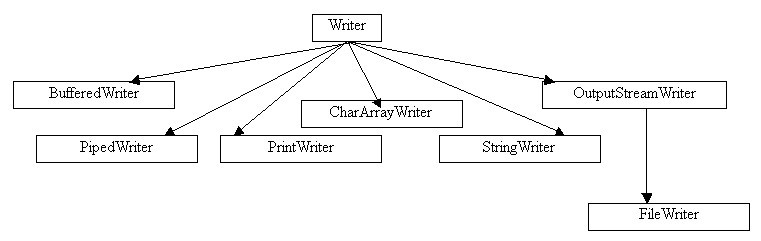 Writer
BufferedWriter
OutputStreamWriter
CharArrayWriter
PipedWriter
PrintWriter
StringWriter
FileWriter